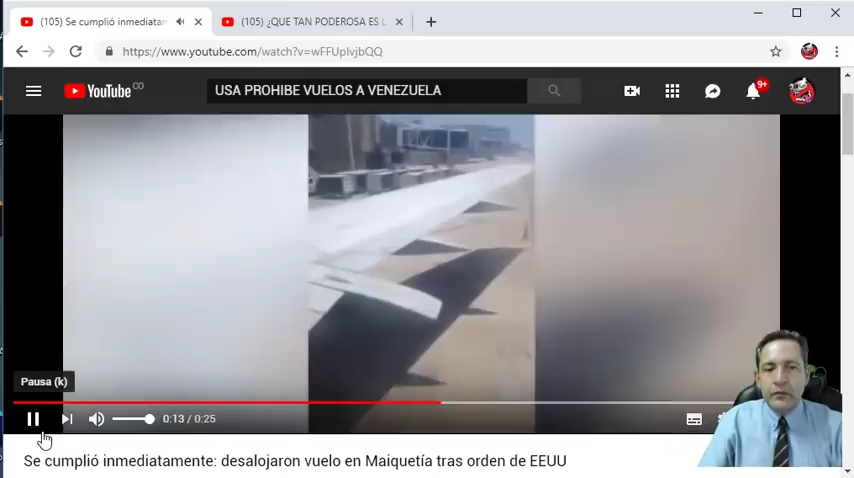 (105) Se cumplió inmediatam
(105) ¿QUE TAN PODEROSA ES L
https://www.youtube.com/watch?v=wFFUpIvjbQQ
YouTube CO
USA PROHIBE VUELOS A VENEZUELA
9+
Pausa (k)
0:13 / 0:25
Se cumplió inmediatamente: desalojaron vuelo en Maiquetía tras orden de EEUU